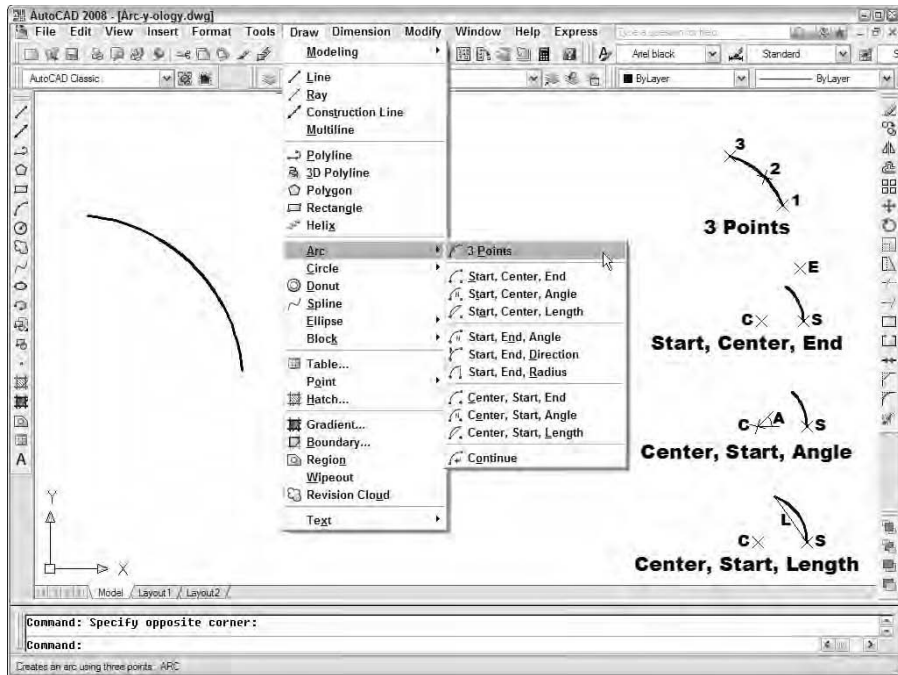 AutoCAD 2008 - [Arc-y-ology.dwg]
File Edit View Insert Format Tools Draw Dimension Modify Window Help Express
Ariel black Standard
AutoCAD Classic ByLayer ByLayer
Modeling
Line
Ray
Construction Line
Multiline
Polyline
3D Polyline
Polygon
Rectangle
Helix
Arc
Circle
Donut
Spline
Ellipse
Block
Table...
Point
Hatch...
Gradient...
Boundary...
Region
Wipeout
Revision Cloud
Text
3 Points
Start, Center, End
Start, Center, Angle
Start, Center, Length
Start, End, Angle
Start, End, Direction
Start, End, Radius
Center, Start, End
Center, Start, Angle
Center, Start, Length
Continue
3
2
1
3 Points
E
C S
Start, Center, End
C A S
Center, Start, Angle
L
C S
Center, Start, Length
A
Y
X
Model Layout1 Layout2
Command: Specify opposite corner:
Command:
Creates an arc using three points: ARC